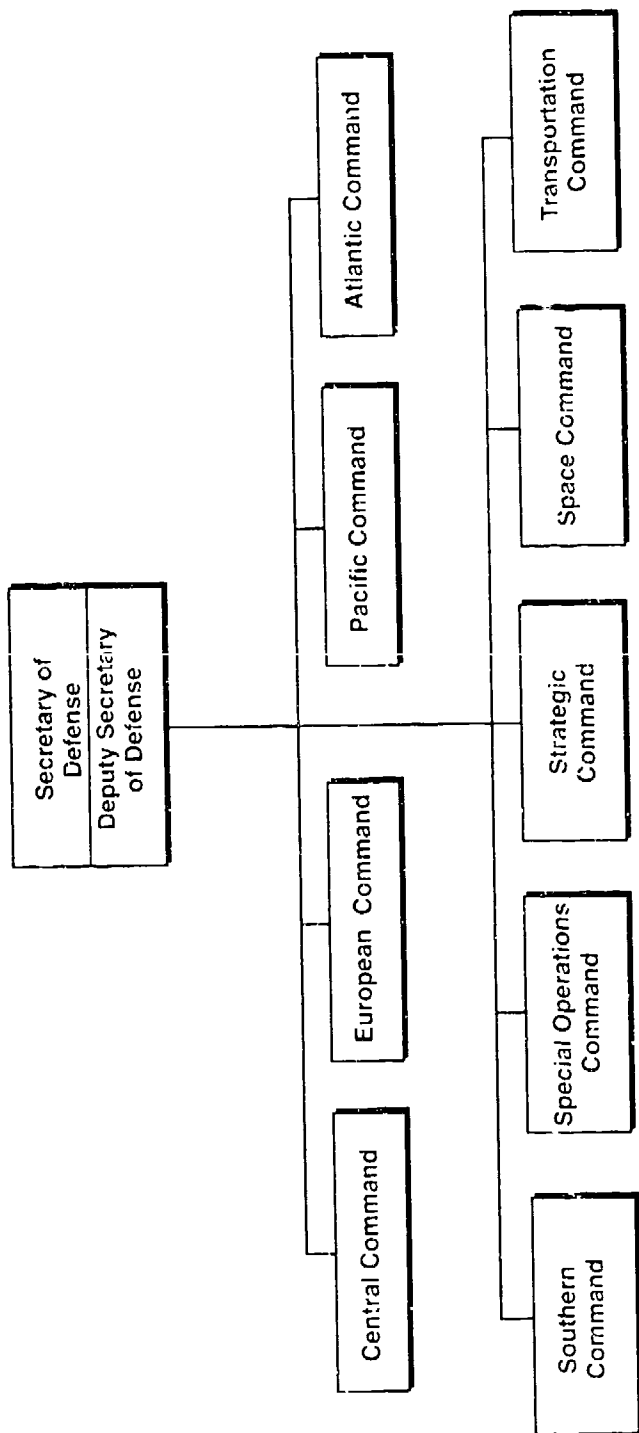 Secretary of
Defense
Deputy Secretary
of Defense
Central Command
European Command
Pacific Command
Atlantic Command
Southern
Command
Special Operations
Command
Strategic
Command
Space Command
Transportation
Command